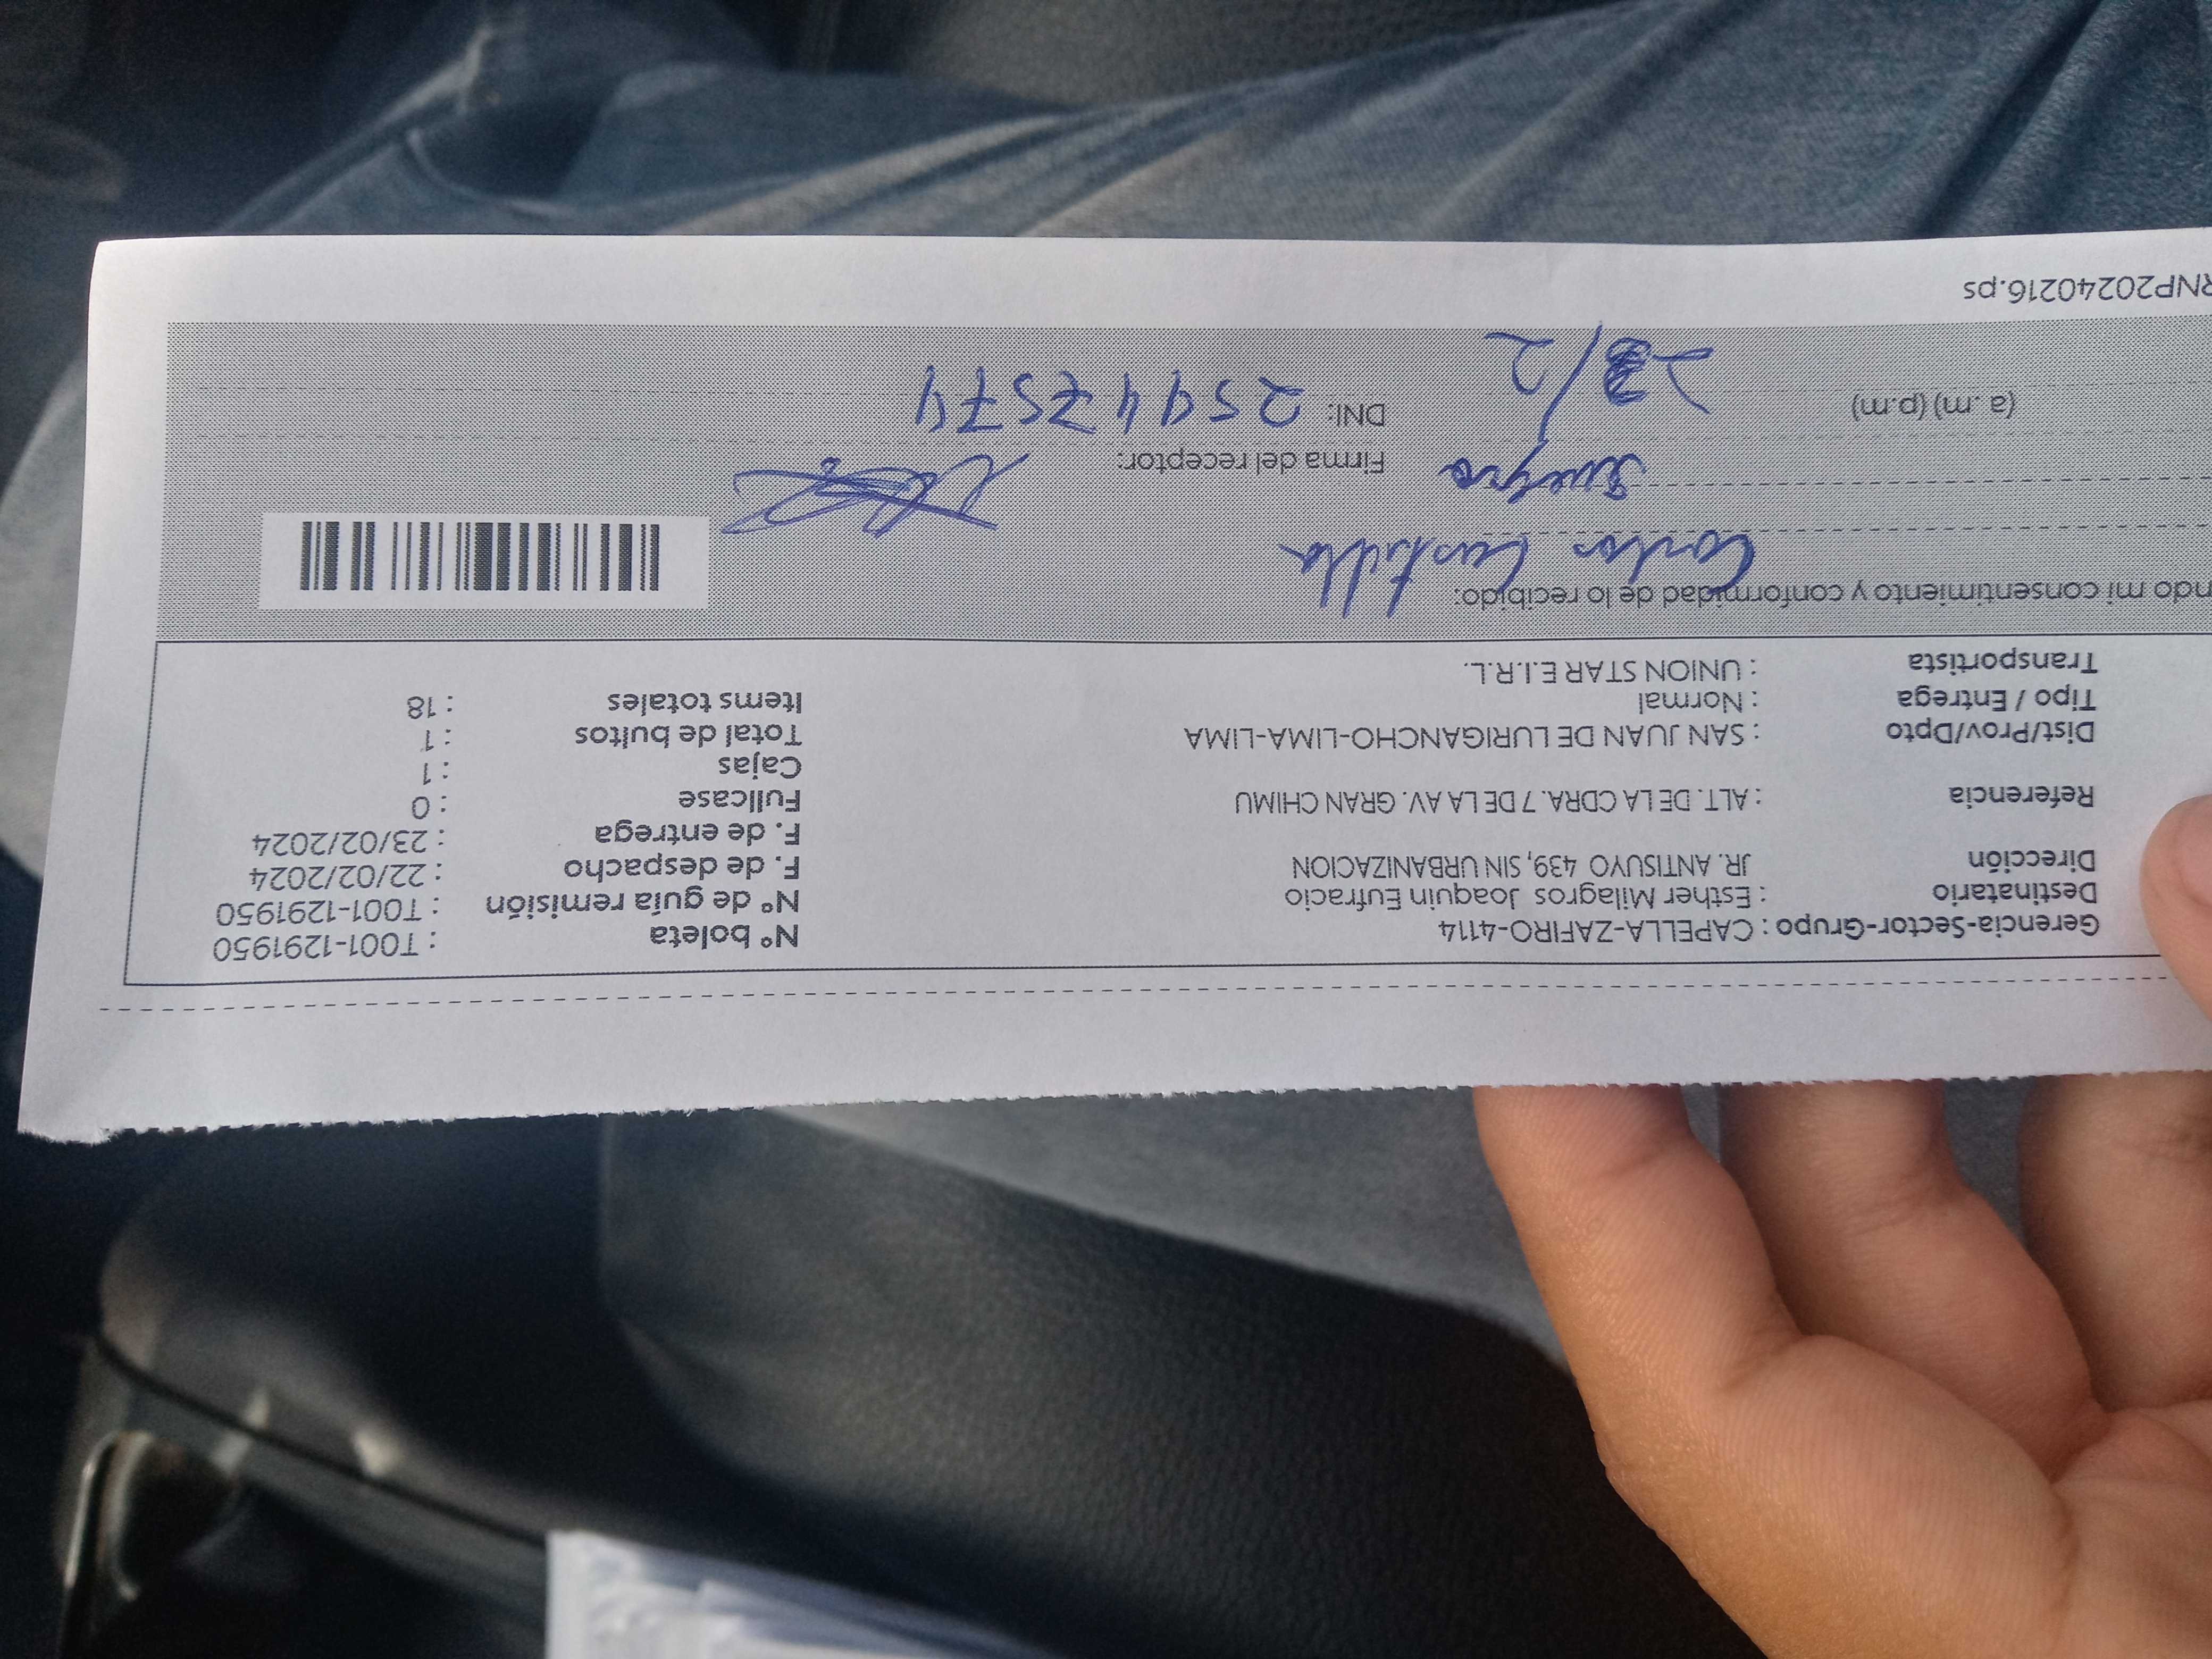 Gerencia-Sector-Grupo : CAPELLA-ZAFIRO-4114
Destinatario : Esther Milagros Joaquin Eufracio
Dirección JR. ANTISUYO 439, SIN URBANIZACION
Referencia : ALT. DE LA CDRA. 7 DE LA AV. GRAN CHIMU
Dist/Prov/Dpto : SAN JUAN DE LURIGANCHO-LIMA-LIMA
Tipo / Entrega : Normal
Transportista : UNION STAR E.I.R.L.
N° boleta : T001-1291950
N° de guía remisión : T001-1291950
F. de despacho : 22/02/2024
F. de entrega : 23/02/2024
Fullcase : 0
Cajas : 1
Total de bultos : 1
Items totales : 18
ndo mi consentimiento y conformidad de lo recibido:
Carlos Castilla
Suegro
Firma del receptor:
(a .m) (p.m)
23/2
DNI: 25447574
RNP20240216.ps